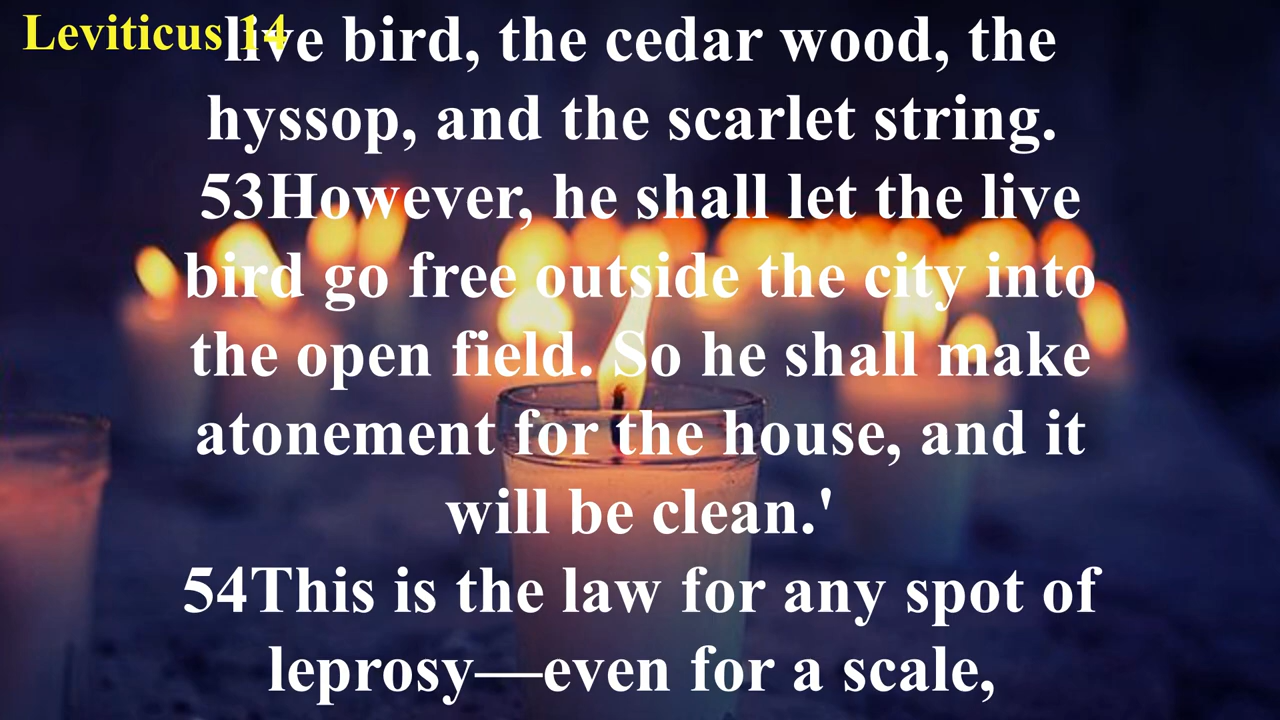 Leviticus 14
live bird, the cedar wood, the
hyssop, and the scarlet string.
53However, he shall let the live
bird go free outside the city into
the open field. So he shall make
atonement for the house, and it
will be clean.'
54This is the law for any spot of
leprosy—even for a scale,